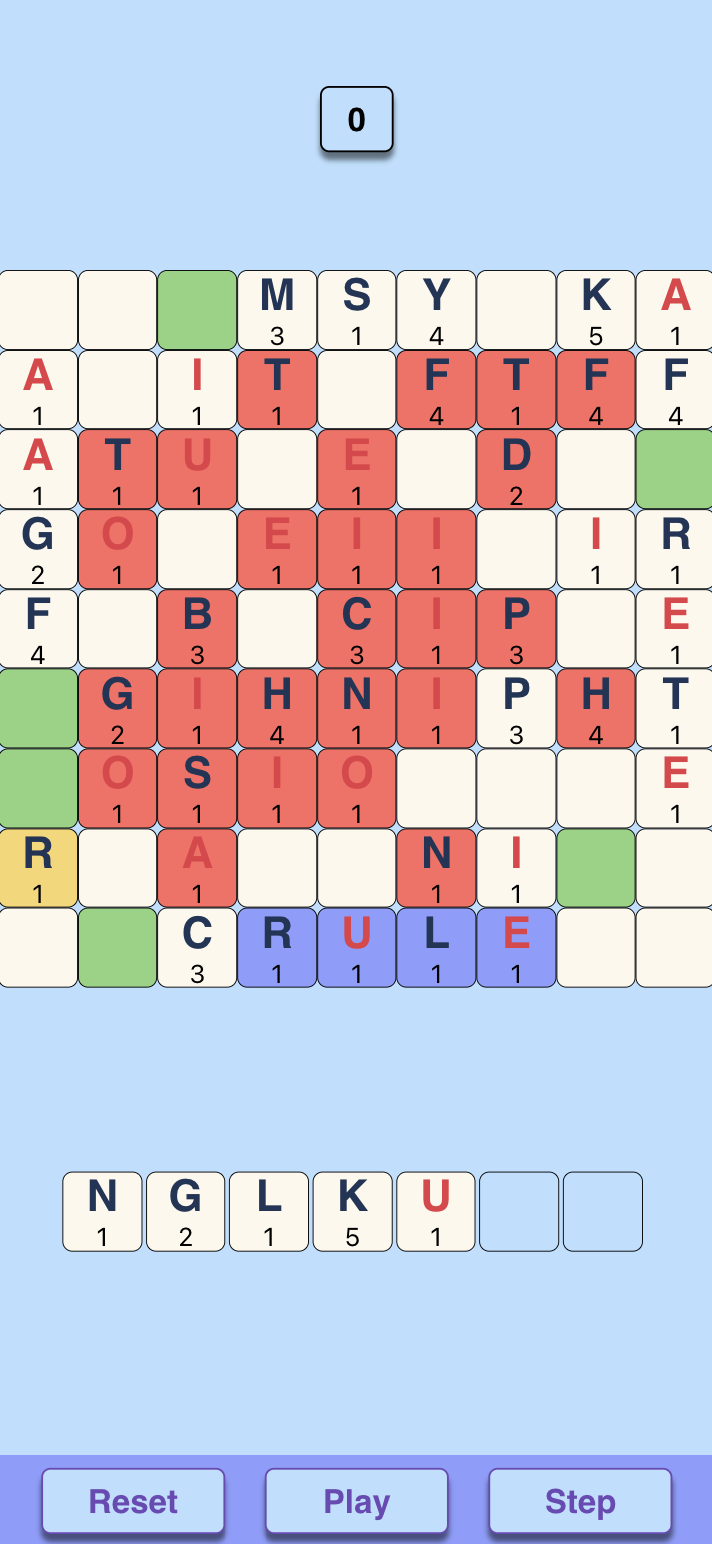 0
M S Y K A
3 1 4 5 1
A I T F T F F
1 1 1 4 1 4 4
A T U E D
1 1 1 1 2
G O E I I I R
2 1 1 1 1 1 1
F B C I P E
4 3 3 1 3 1
G I H N I P H T
2 1 4 1 1 3 4 1
O S I O E
1 1 1 1 1
R A N I
1 1 1 1
C R U L E
3 1 1 1 1
N G L K U
1 2 1 5 1
Reset Play Step